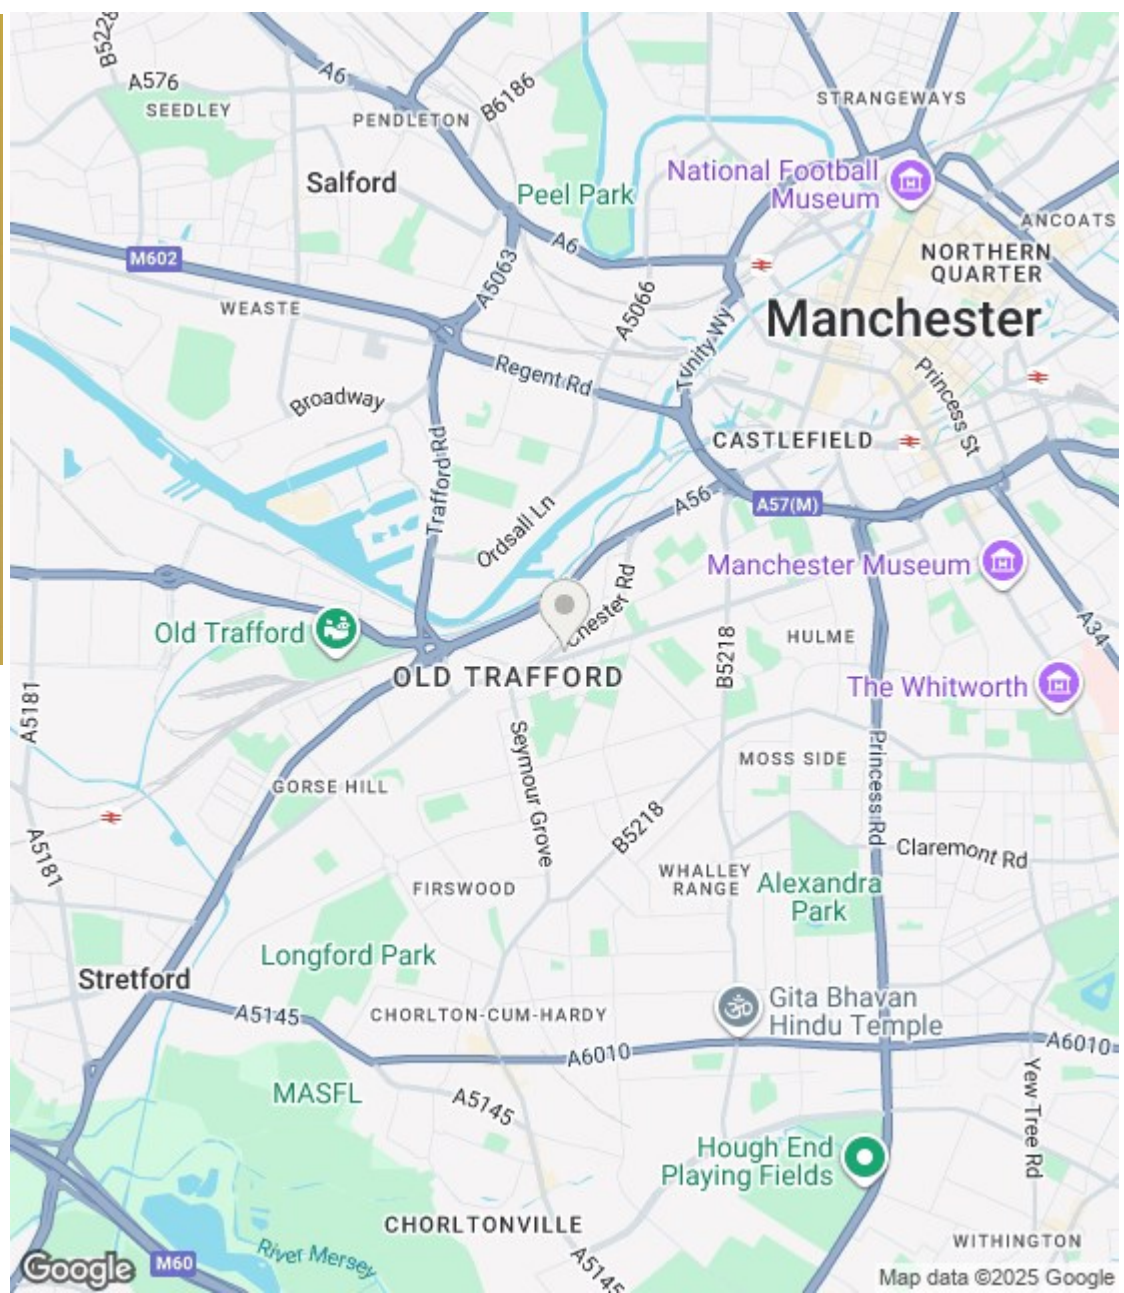 B5228
A576
SEEDLEY
A6
PENDLETON
B6186
STRANGEWAYS
Salford
Peel Park
National Football
Museum
ANCOATS
NORTHERN
QUARTER
M602
A6
A5063
WEASTE
A5066
Trinity Wy
Manchester
Regent Rd
Princess St
Broadway
CASTLEFIELD
Trafford Rd
Ordsall Ln
A56
A57(M)
Manchester Museum
Chester Rd
A34
Old Trafford
HULME
B5218
OLD TRAFFORD
The Whitworth
A5181
Seymour Grove
MOSS SIDE
Princess Rd
GORSE HILL
B5218
A5181
Claremont Rd
FIRSWOOD
WHALLEY
RANGE
Alexandra
Park
Longford Park
Stretford
A5145
CHORLTON-CUM-HARDY
Gita Bhavan
Hindu Temple
A6010
A6010
MASFL
A5145
Yew Tree Rd
Hough End
Playing Fields
CHORLTONVILLE
River Mersey
M60
A5145
WITHINGTON
Google
Map data ©2025 Google